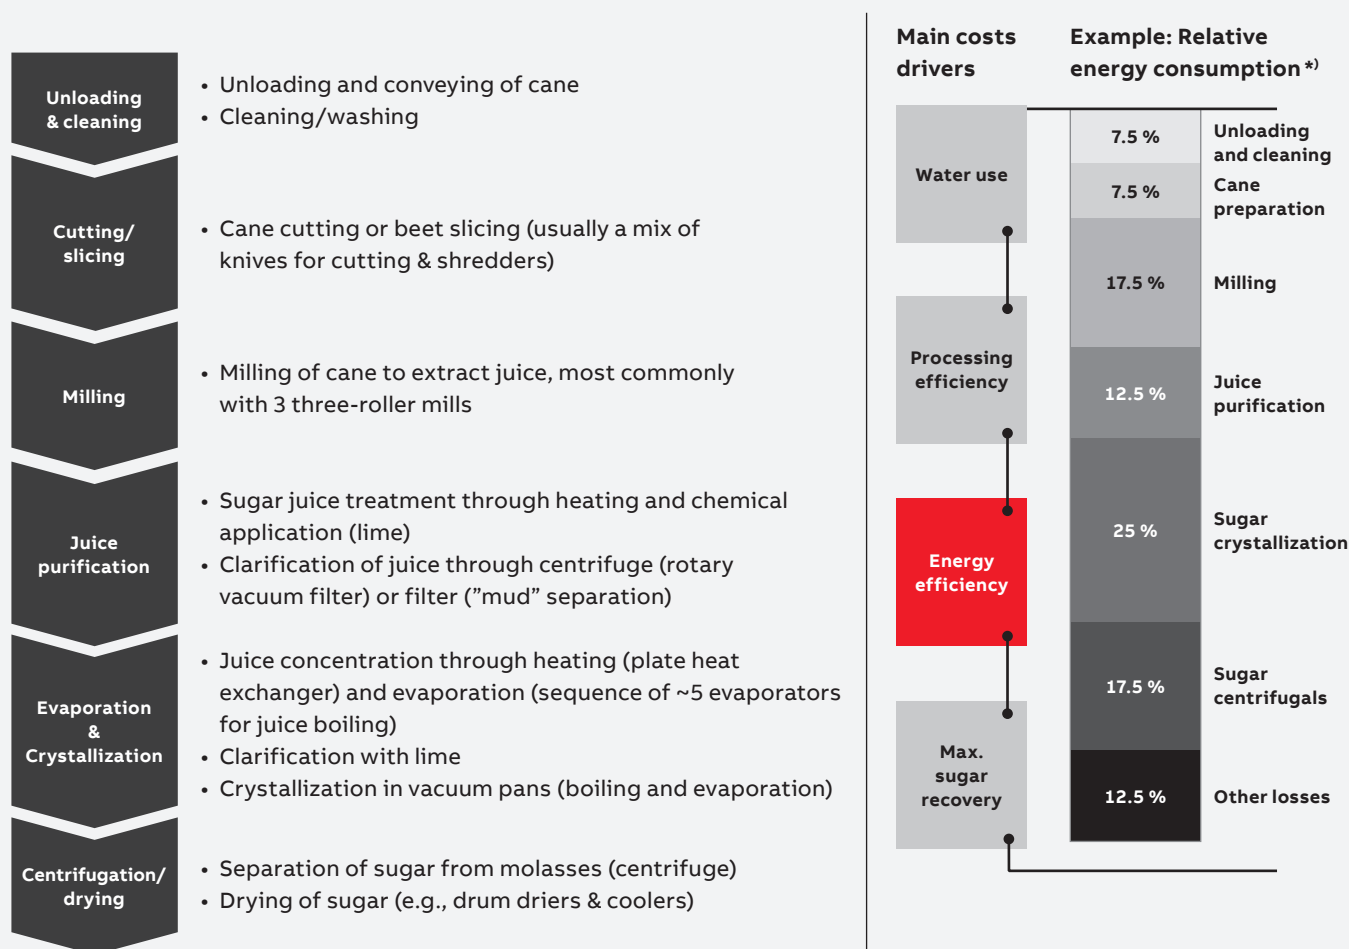 Unloading
& cleaning
• Unloading and conveying of cane
• Cleaning/washing
Cutting/
slicing
• Cane cutting or beet slicing (usually a mix of
knives for cutting & shredders)
Milling
• Milling of cane to extract juice, most commonly
with 3 three-roller mills
Juice
purification
• Sugar juice treatment through heating and chemical
application (lime)
• Clarification of juice through centrifuge (rotary
vacuum filter) or filter (”mud” separation)
Evaporation
&
Crystallization
• Juice concentration through heating (plate heat
exchanger) and evaporation (sequence of ~5 evaporators
for juice boiling)
• Clarification with lime
• Crystallization in vacuum pans (boiling and evaporation)
Centrifugation/
drying
• Separation of sugar from molasses (centrifuge)
• Drying of sugar (e.g., drum driers & coolers)
Main costs
drivers
Water use
Processing
efficiency
Energy
efficiency
Max.
sugar
recovery
Example: Relative
energy consumption *)
7.5 %
Unloading
and cleaning
7.5 %
Cane
preparation
17.5 %
Milling
12.5 %
Juice
purification
25 %
Sugar
crystallization
17.5 %
Sugar
centrifugals
12.5 %
Other losses